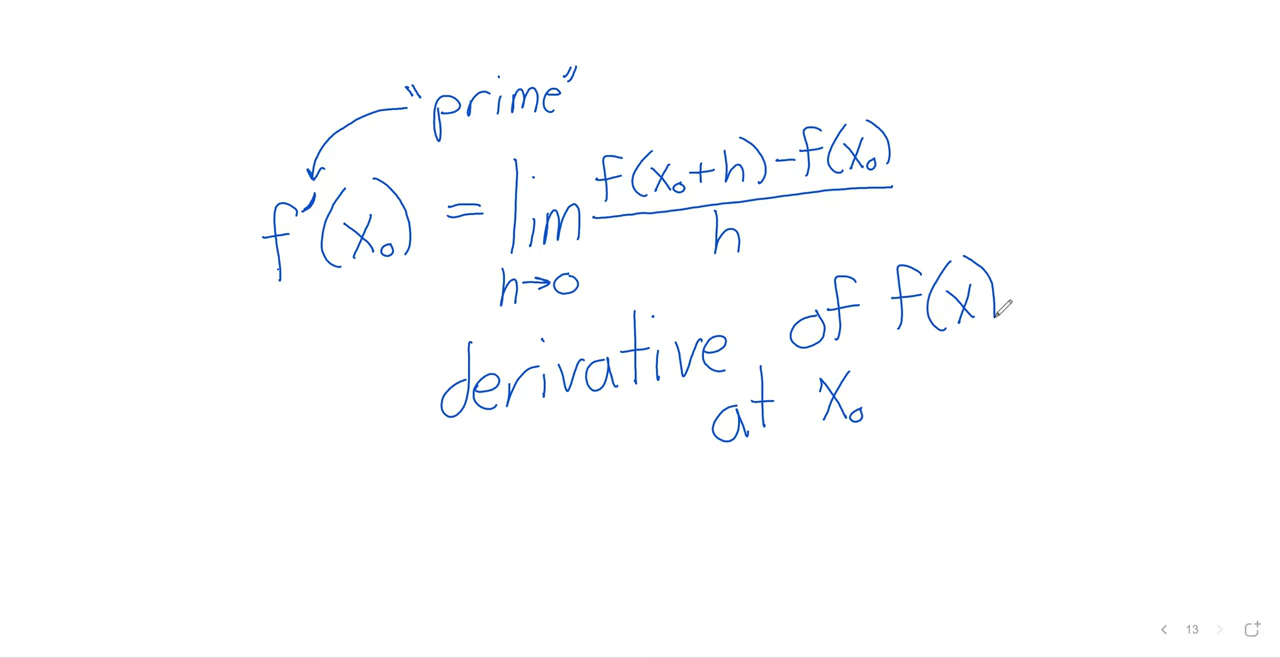 "prime"
f'(x₀) = lim h→0 f(x₀+h)-f(x₀) / h
derivative of f(x)
at x₀
13